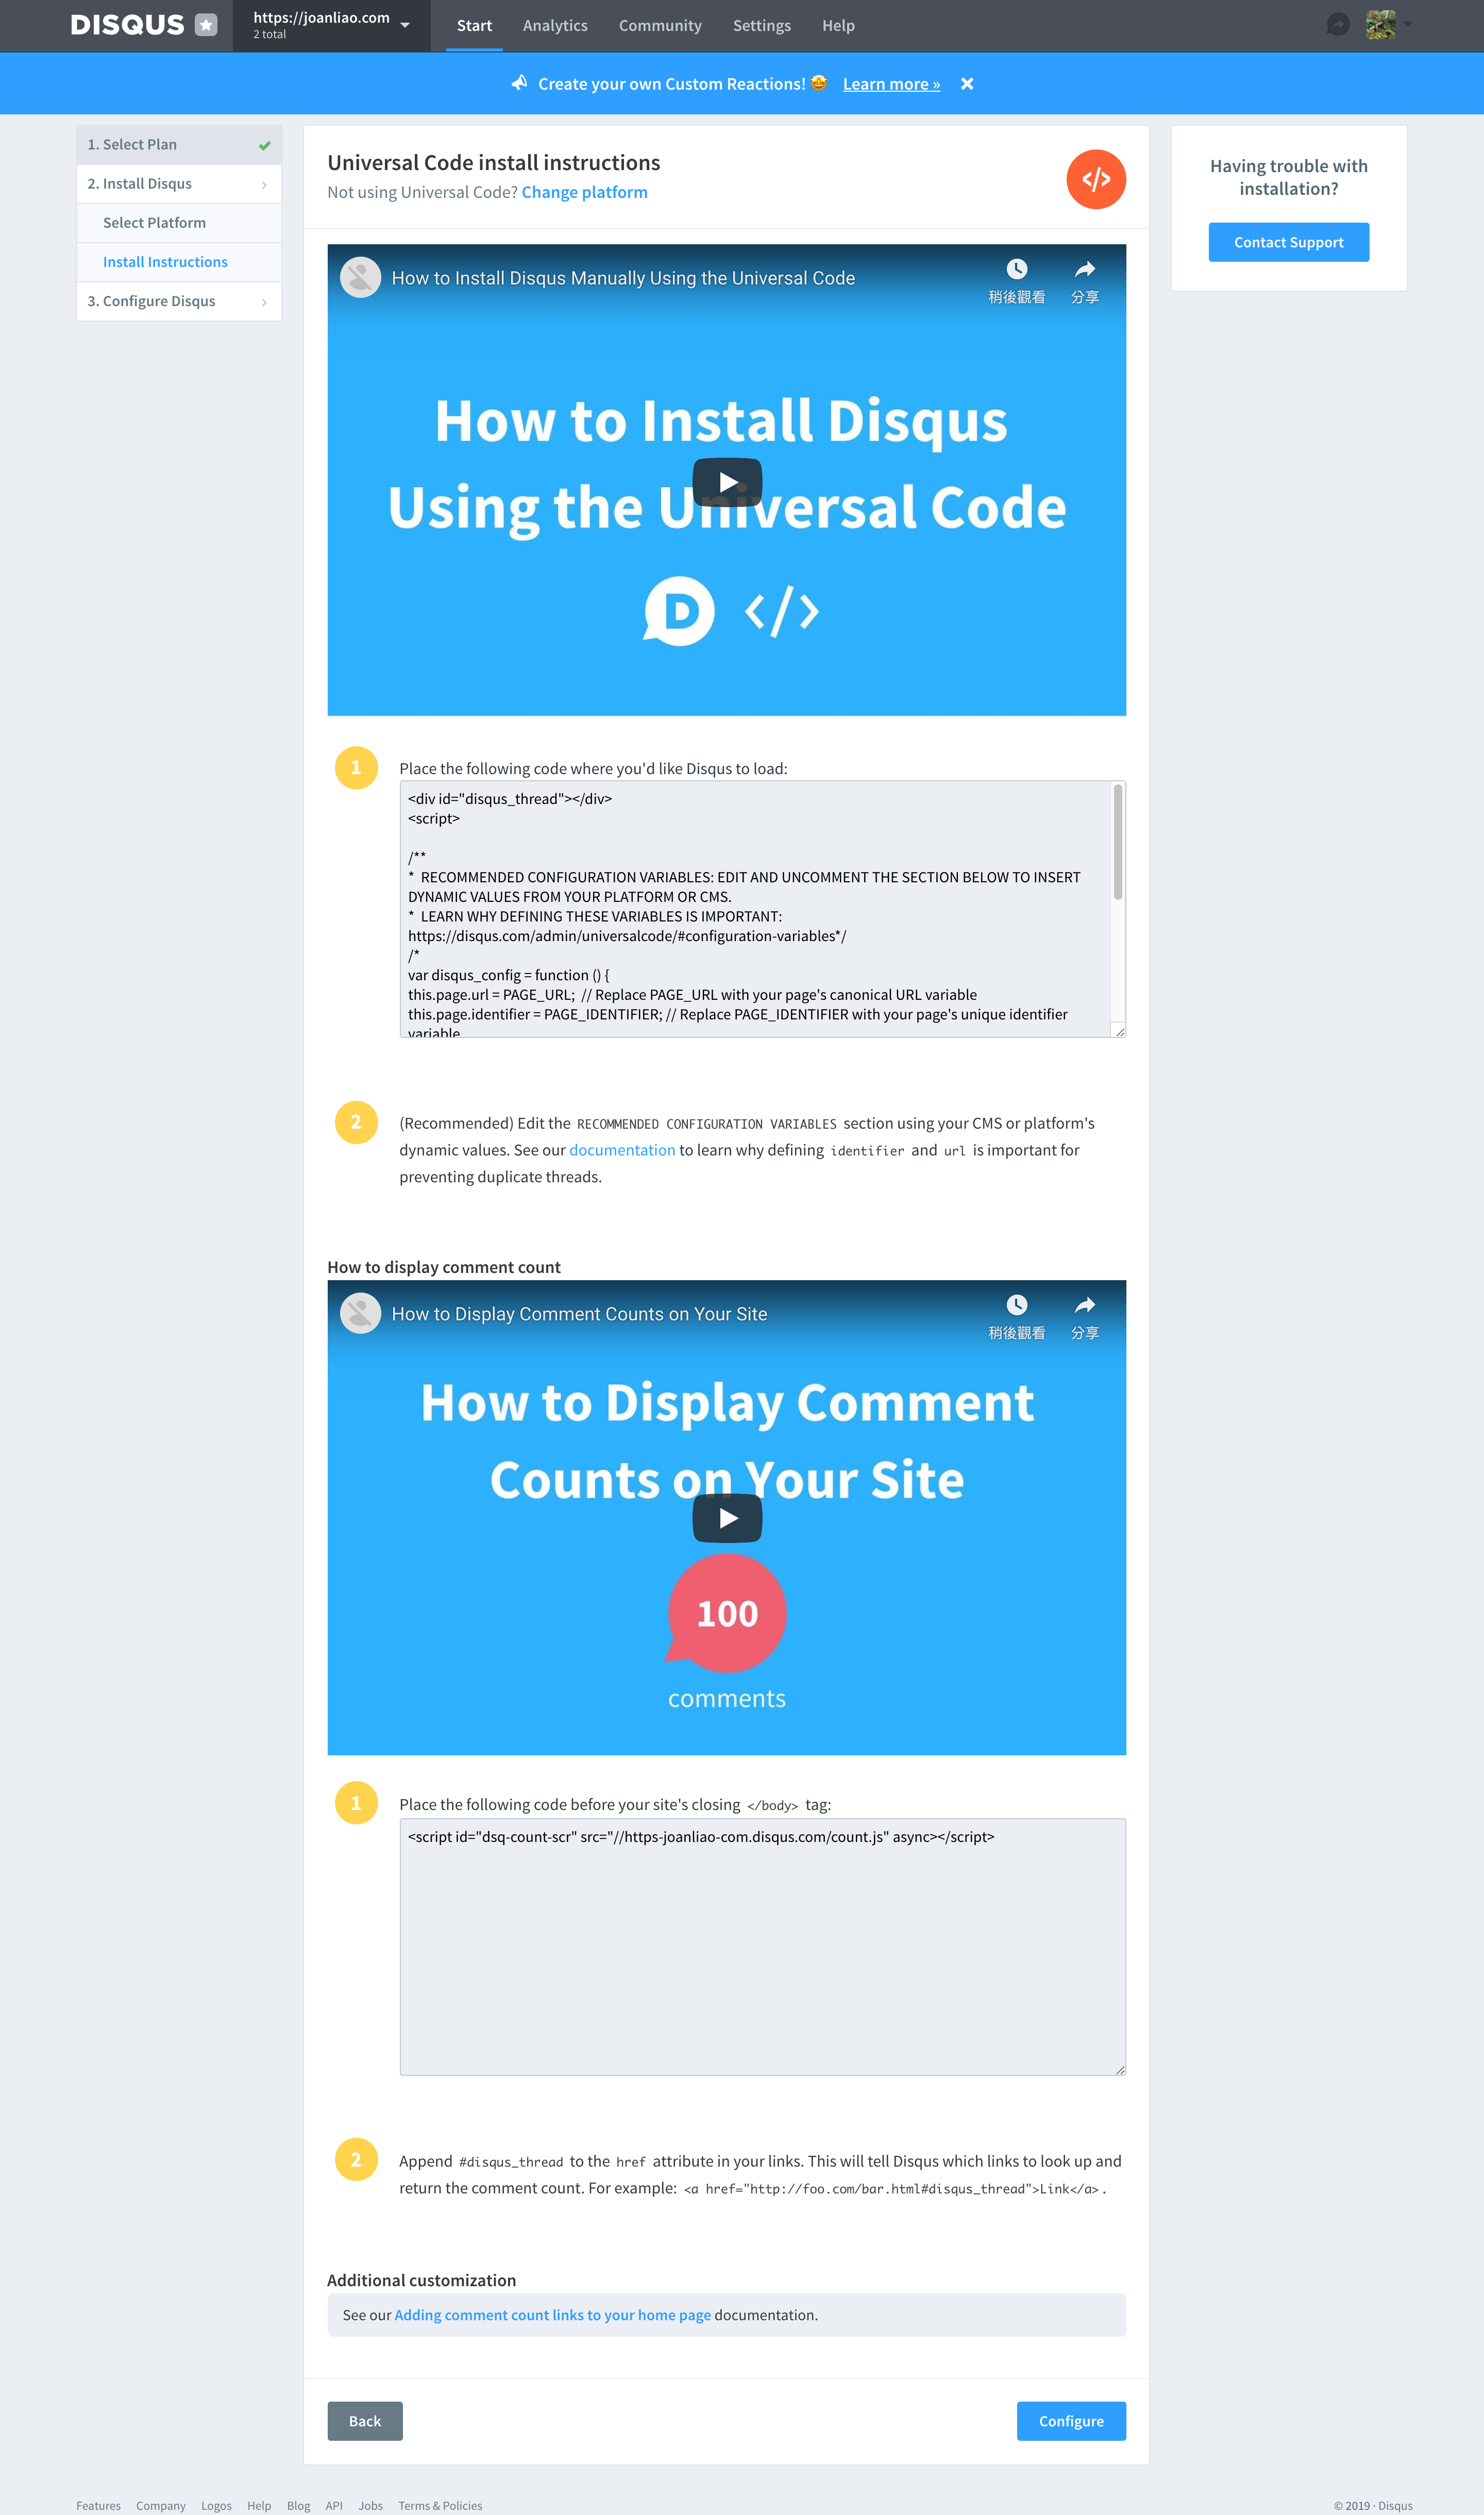 DISQUS
https://joanliao.com
2 total
Start
Analytics
Community
Settings
Help
Create your own Custom Reactions! 🤩 Learn more »
1. Select Plan
2. Install Disqus
Select Platform
Install Instructions
3. Configure Disqus
Universal Code install instructions
Not using Universal Code? Change platform
</>
Having trouble with
installation?
Contact Support
How to Install Disqus Manually Using the Universal Code
稍後觀看
分享
How to Install Disqus
Using the Universal Code
D </>
1
Place the following code where you'd like Disqus to load:
<div id="disqus_thread"></div>
<script>
/**
* RECOMMENDED CONFIGURATION VARIABLES: EDIT AND UNCOMMENT THE SECTION BELOW TO INSERT
DYNAMIC VALUES FROM YOUR PLATFORM OR CMS.
* LEARN WHY DEFINING THESE VARIABLES IS IMPORTANT:
https://disqus.com/admin/universalcode/#configuration-variables*/
/*
var disqus_config = function () {
this.page.url = PAGE_URL; // Replace PAGE_URL with your page's canonical URL variable
this.page.identifier = PAGE_IDENTIFIER; // Replace PAGE_IDENTIFIER with your page's unique identifier
variable
2
(Recommended) Edit the RECOMMENDED CONFIGURATION VARIABLES section using your CMS or platform's
dynamic values. See our documentation to learn why defining identifier and url is important for
preventing duplicate threads.
How to display comment count
How to Display Comment Counts on Your Site
稍後觀看
分享
How to Display Comment
Counts on Your Site
100
comments
1
Place the following code before your site's closing </body> tag:
<script id="dsq-count-scr" src="//https-joanliao-com.disqus.com/count.js" async></script>
2
Append #disqus_thread to the href attribute in your links. This will tell Disqus which links to look up and
return the comment count. For example: <a href="http://foo.com/bar.html#disqus_thread">Link</a>.
Additional customization
See our Adding comment count links to your home page documentation.
Back
Configure
Features
Company
Logos
Help
Blog
API
Jobs
Terms & Policies
© 2019 · Disqus